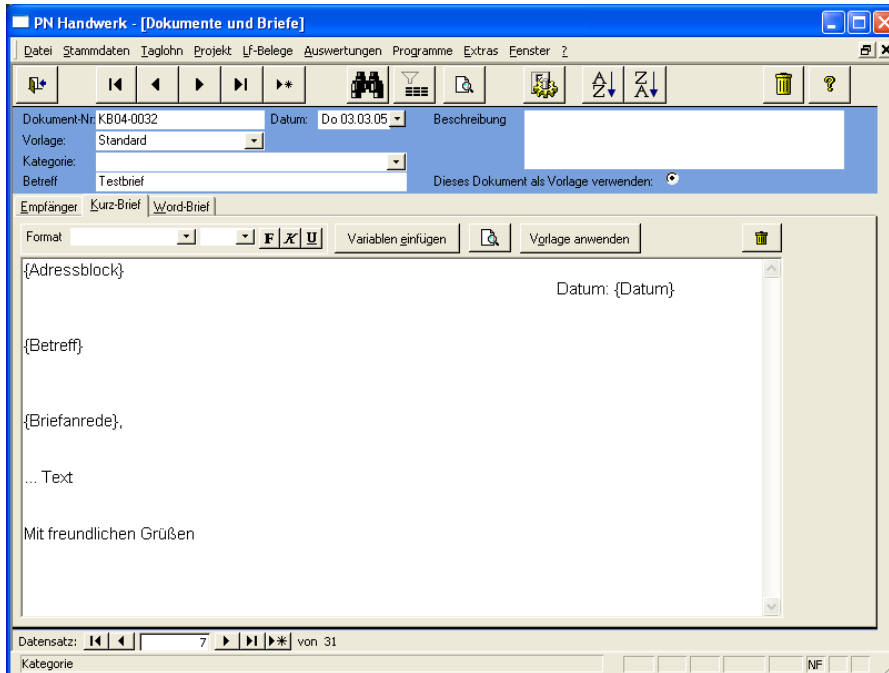 PN Handwerk - [Dokumente und Briefe]
Datei Stammdaten Taglohn Projekt Lf-Belege Auswertungen Programme Extras Fenster ?
A Z Z A ?
Dokument-Nr: KB04-0032 Datum: Do 03.03.05 Beschreibung
Vorlage: Standard
Kategorie:
Betreff Testbrief Dieses Dokument als Vorlage verwenden:
Empfänger Kurz-Brief Word-Brief
Format F K U Variablen einfügen Vorlage anwenden
{Adressblock}
Datum: {Datum}
{Betreff}
{Briefanrede},
... Text
Mit freundlichen Grüßen
Datensatz: 7 von 31
Kategorie NF